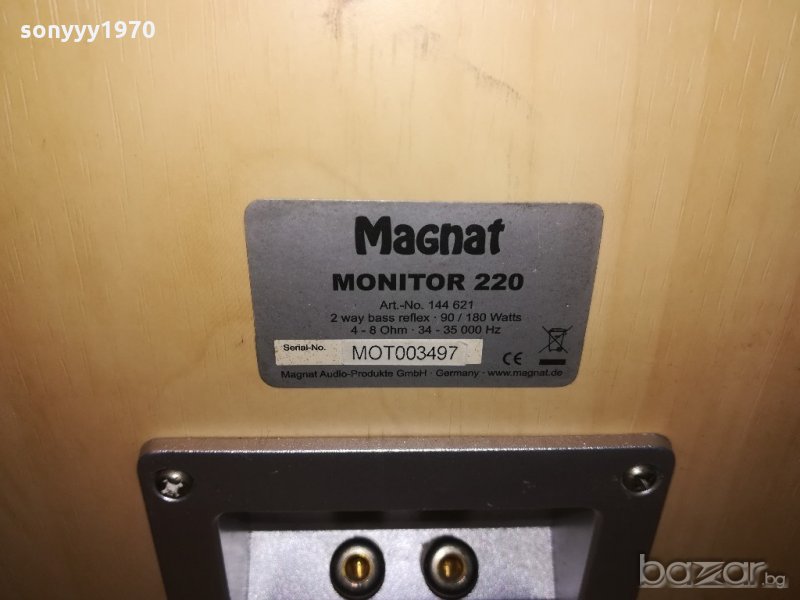 sonyyy1970
Magnat
MONITOR 220
Art.-No. 144 621
2 way bass reflex · 90 / 180 Watts
4 - 8 Ohm · 34 - 35 000 Hz
Serial-No. MOT003497
CE
Magnat Audio-Produkte GmbH · Germany · www.magnat.de
bazar.bg